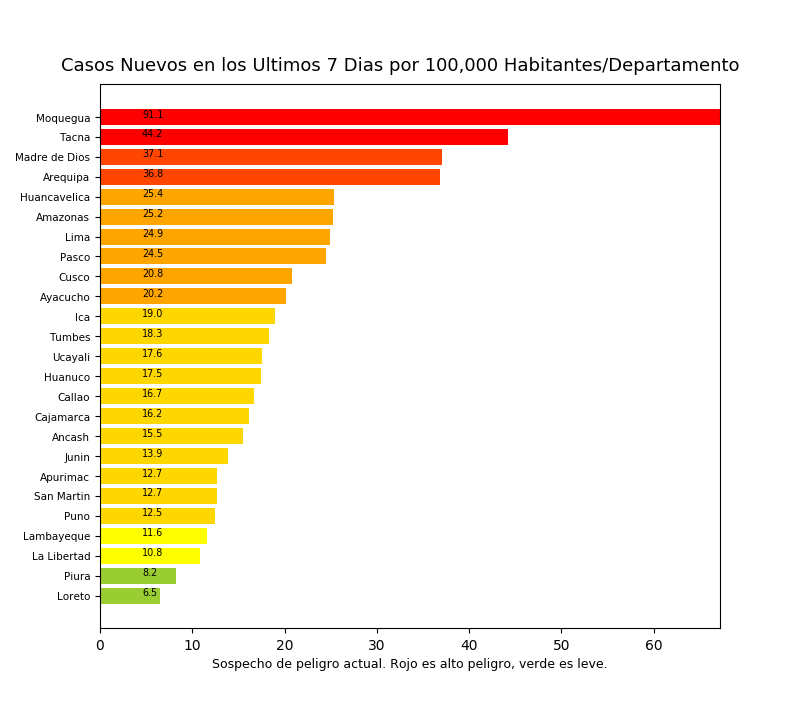 Casos Nuevos en los Ultimos 7 Dias por 100,000 Habitantes/Departamento
Moquegua 91.1
Tacna 44.2
Madre de Dios 37.1
Arequipa 36.8
Huancavelica 25.4
Amazonas 25.2
Lima 24.9
Pasco 24.5
Cusco 20.8
Ayacucho 20.2
Ica 19.0
Tumbes 18.3
Ucayali 17.6
Huanuco 17.5
Callao 16.7
Cajamarca 16.2
Ancash 15.5
Junin 13.9
Apurimac 12.7
San Martin 12.7
Puno 12.5
Lambayeque 11.6
La Libertad 10.8
Piura 8.2
Loreto 6.5
0 10 20 30 40 50 60
Sospecho de peligro actual. Rojo es alto peligro, verde es leve.